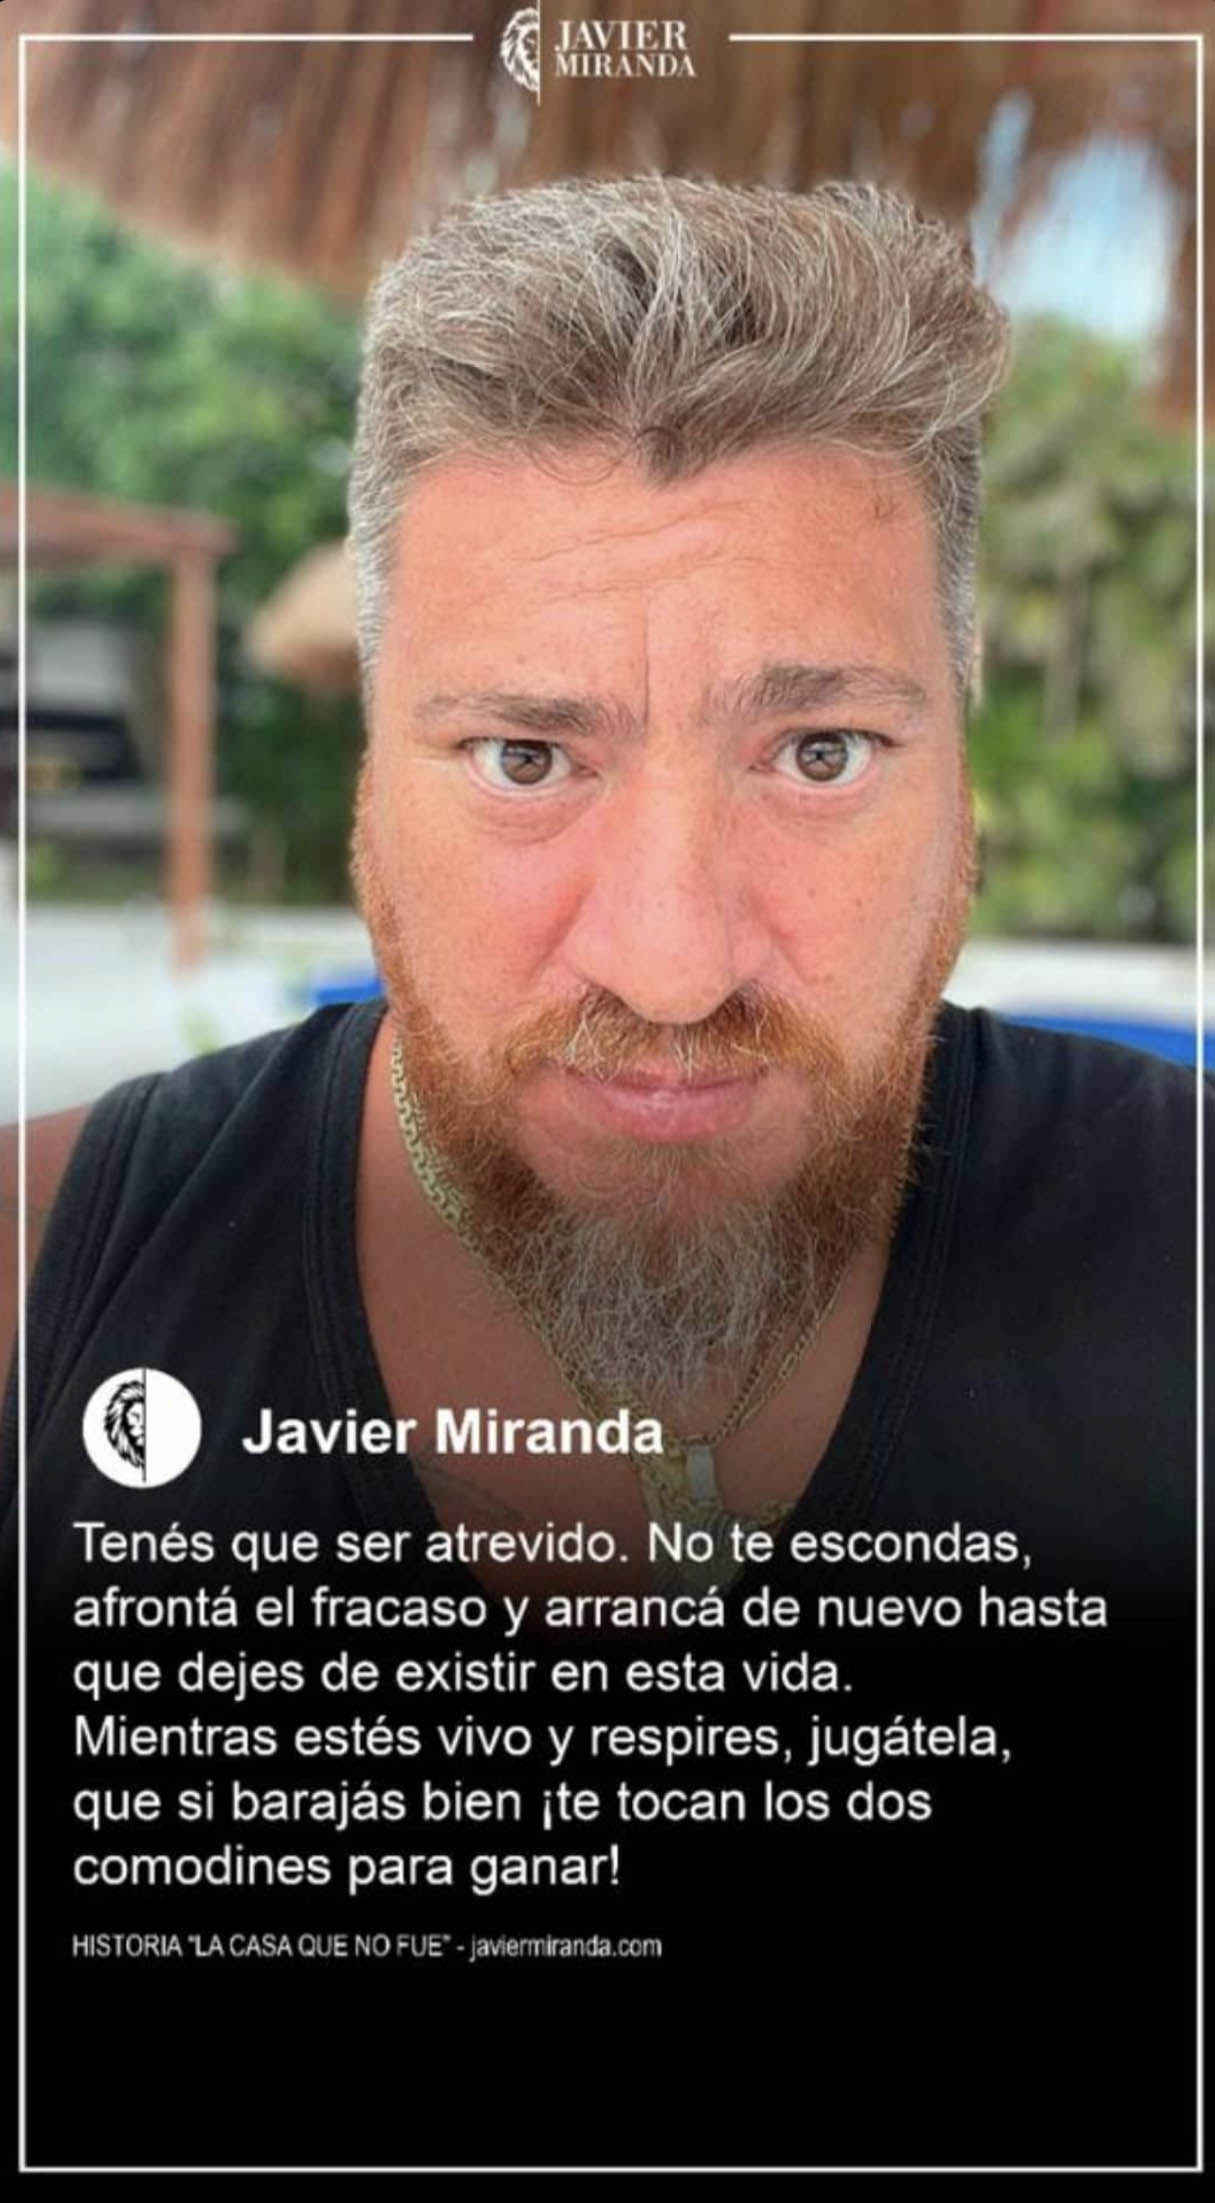 JAVIER
MIRANDA
Javier Miranda
Tenés que ser atrevido. No te escondas,
afrontá el fracaso y arrancá de nuevo hasta
que dejes de existir en esta vida.
Mientras estés vivo y respires, jugátela,
que si barajás bien ¡te tocan los dos
comodines para ganar!
HISTORIA "LA CASA QUE NO FUE" - javiermiranda.com